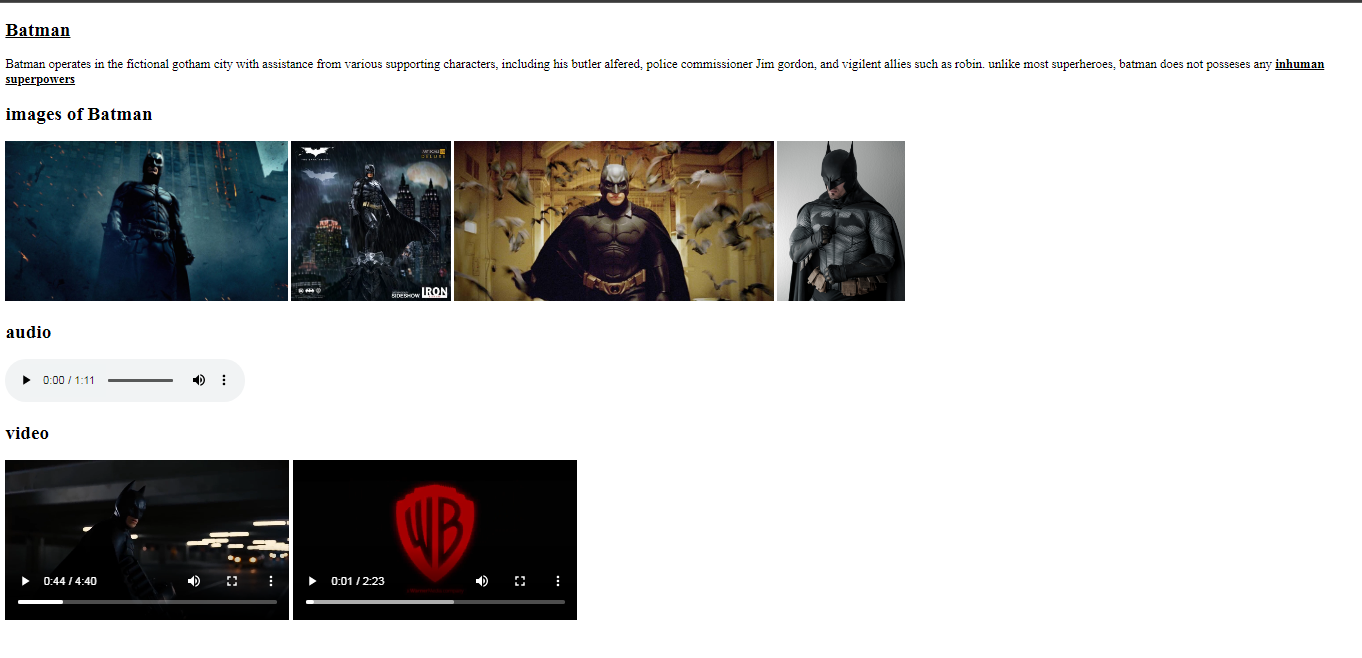 Batman
Batman operates in the fictional gotham city with assistance from various supporting characters, including his butler alfered, police commissioner Jim gordon, and vigilent allies such as robin. unlike most superheroes, batman does not posseses any inhuman
superpowers
images of Batman
SIDESHOW IRON
audio
0:00 / 1:11
video
WB
0:44 / 4:40
0:01 / 2:23